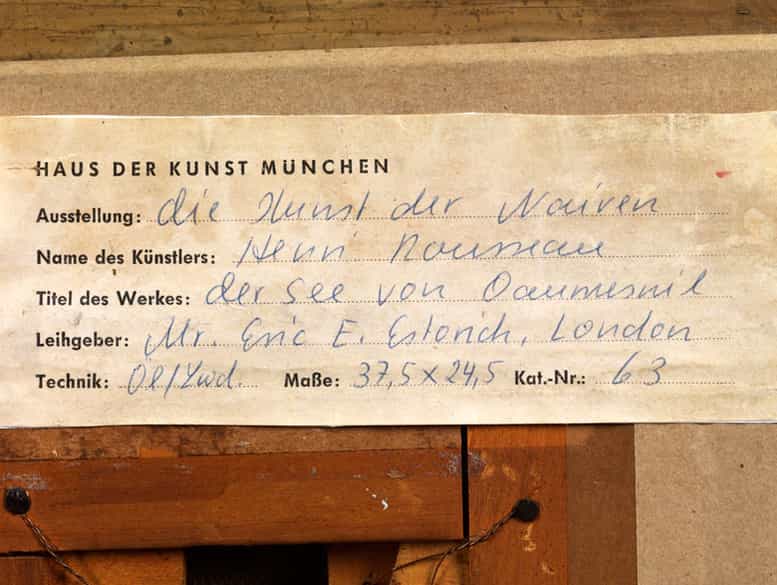 HAUS DER KUNST MÜNCHEN
Ausstellung: die Kunst der Naiven
Name des Künstlers: Henri Rousseau
Titel des Werkes: der See von Daumesnil
Leihgeber: Mr. Eric E. Estorick, London
Technik: Öl/Lwd. Maße: 37,5 x 24,5 Kat.-Nr.: 63